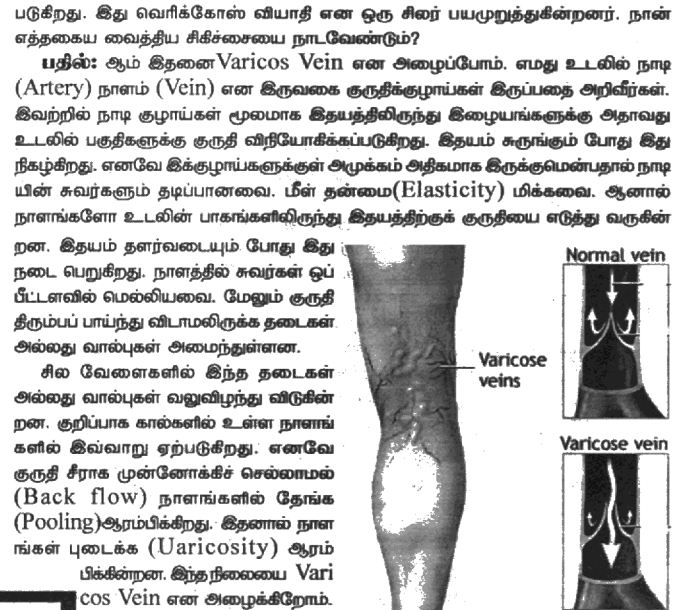 படுகிறது. இது வெரிக்கோஸ் வியாதி என ஒரு சிலர் பயமுறுத்துகின்றனர். நான்
எத்தகைய வைத்திய சிகிச்சையை நாடவேண்டும்?
பதில்: ஆம் இதனை Varicos Vein என அழைப்போம். எமது உடலில் நாடி
(Artery) நாளம் (Vein) என இருவகை குருதிக்குழாய்கள் இருப்பதை அறிவீர்கள்.
இவற்றில் நாடி குழாய்கள் மூலமாக இதயத்திலிருந்து இழையங்களுக்கு அதாவது
உடலில் பகுதிகளுக்கு குருதி விநியோகிக்கப்படுகிறது. இதயம் சுருங்கும் போது இது
நிகழ்கிறது. எனவே இக்குழாய்களுக்குள் அமுக்கம் அதிகமாக இருக்குமென்பதால் நாடி
யின் சுவர்களும் தடிப்பானவை. மீள் தன்மை(Elasticity) மிக்கவை. ஆனால்
நாளங்களோ உடலின் பாகங்களிலிருந்து இதயத்திற்குக் குருதியை எடுத்து வருகின்
றன. இதயம் தளர்வடையும் போது இது
நடை பெறுகிறது. நாளத்தில் சுவர்கள் ஒப்
பீட்டளவில் மெல்லியவை. மேலும் குருதி
திரும்பப் பாய்ந்து விடாமலிருக்க தடைகள்
அல்லது வால்புகள் அமைந்துள்ளன.
சில வேளைகளில் இந்த தடைகள்
அல்லது வால்புகள் வலுவிழந்து விடுகின்
றன. குறிப்பாக கால்களில் உள்ள நாளங்
களில் இவ்வாறு ஏற்படுகிறது. எனவே
குருதி சீராக முன்னோக்கிச் செல்லாமல்
(Back flow) நாளங்களில் தேங்க
(Pooling)ஆரம்பிக்கிறது. இதனால் நாள
ங்கள் புடைக்க (Uaricosity) ஆரம்
பிக்கின்றன. இந்நிலையை Vari
cos Vein என அழைக்கிறோம்.
Varicose
veins
Normal vein
Varicose vein